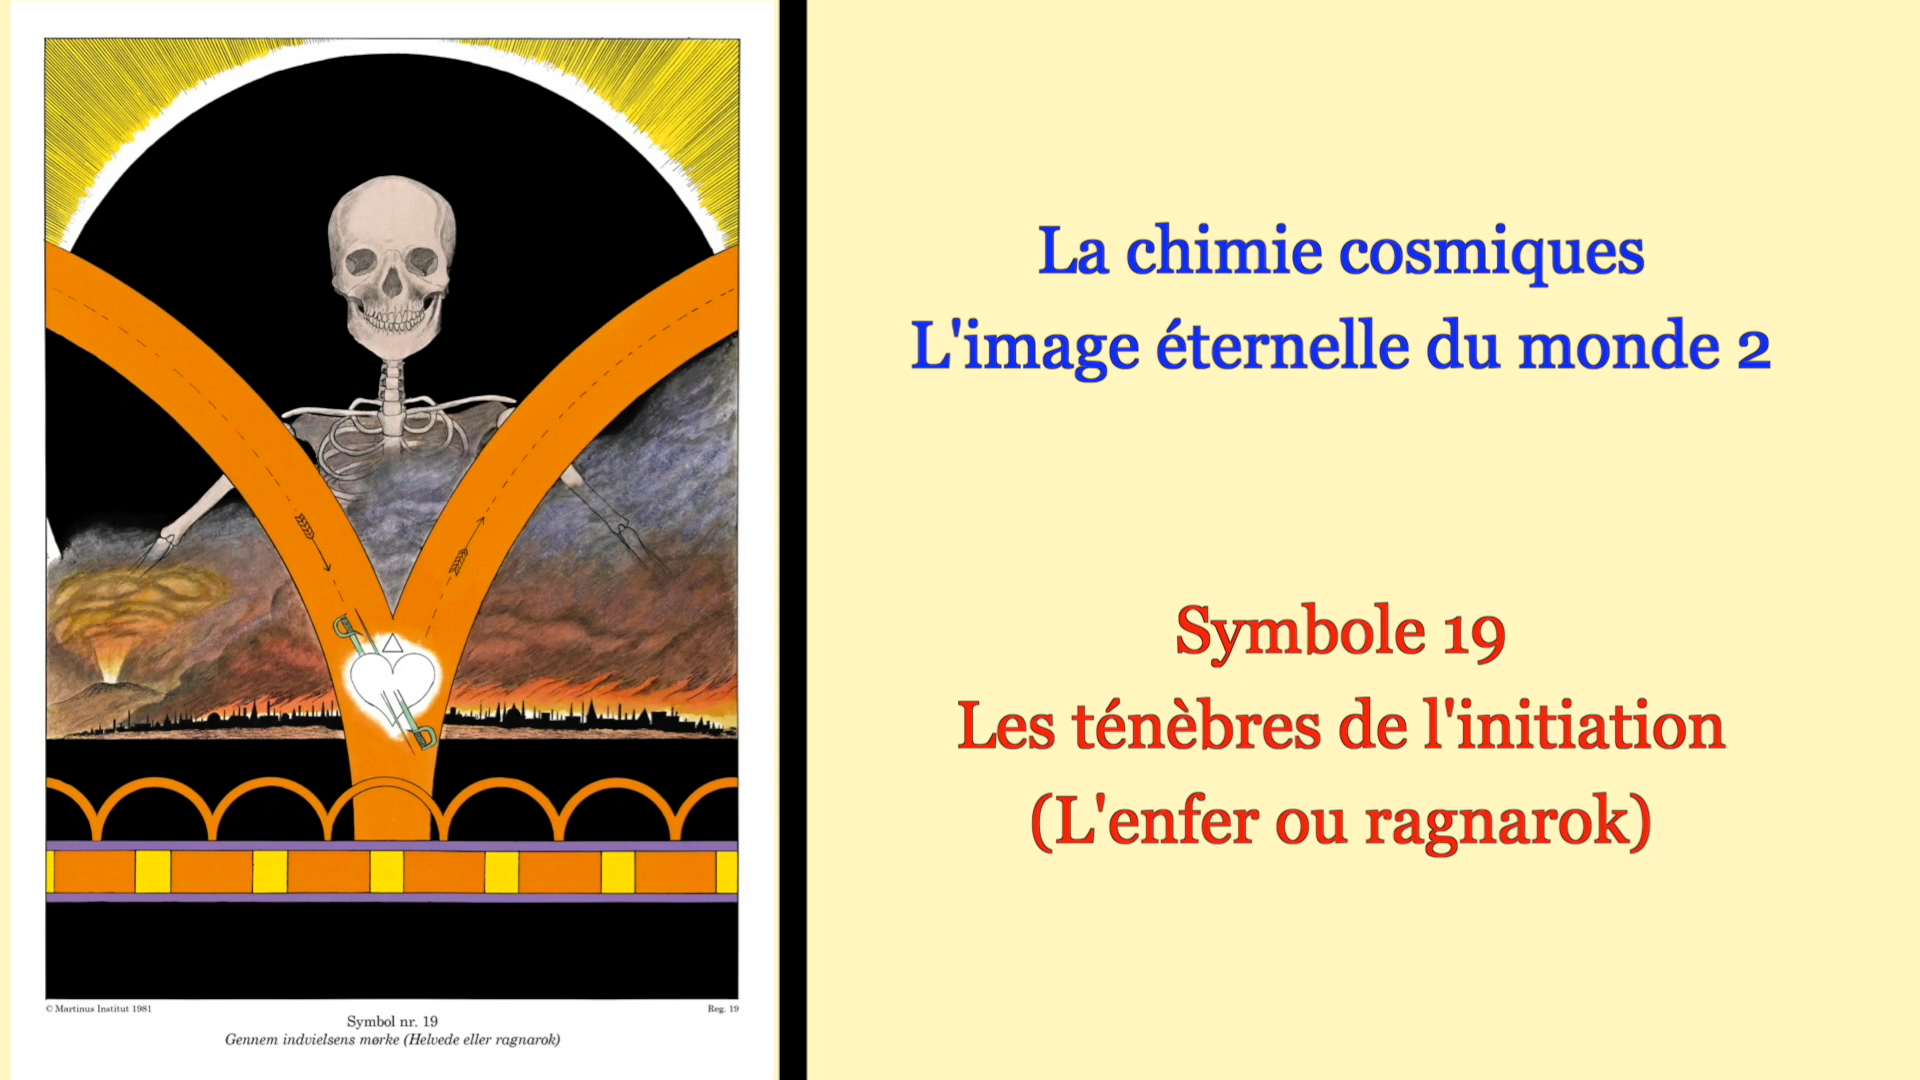 La chimie cosmiques
L'image éternelle du monde 2
Symbole 19
Les ténèbres de l'initiation
(L'enfer ou ragnarok)
© Martinus Institut 1981
Reg. 19
Symbol nr. 19
Gennem indvielsens mørke (Helvede eller ragnarok)